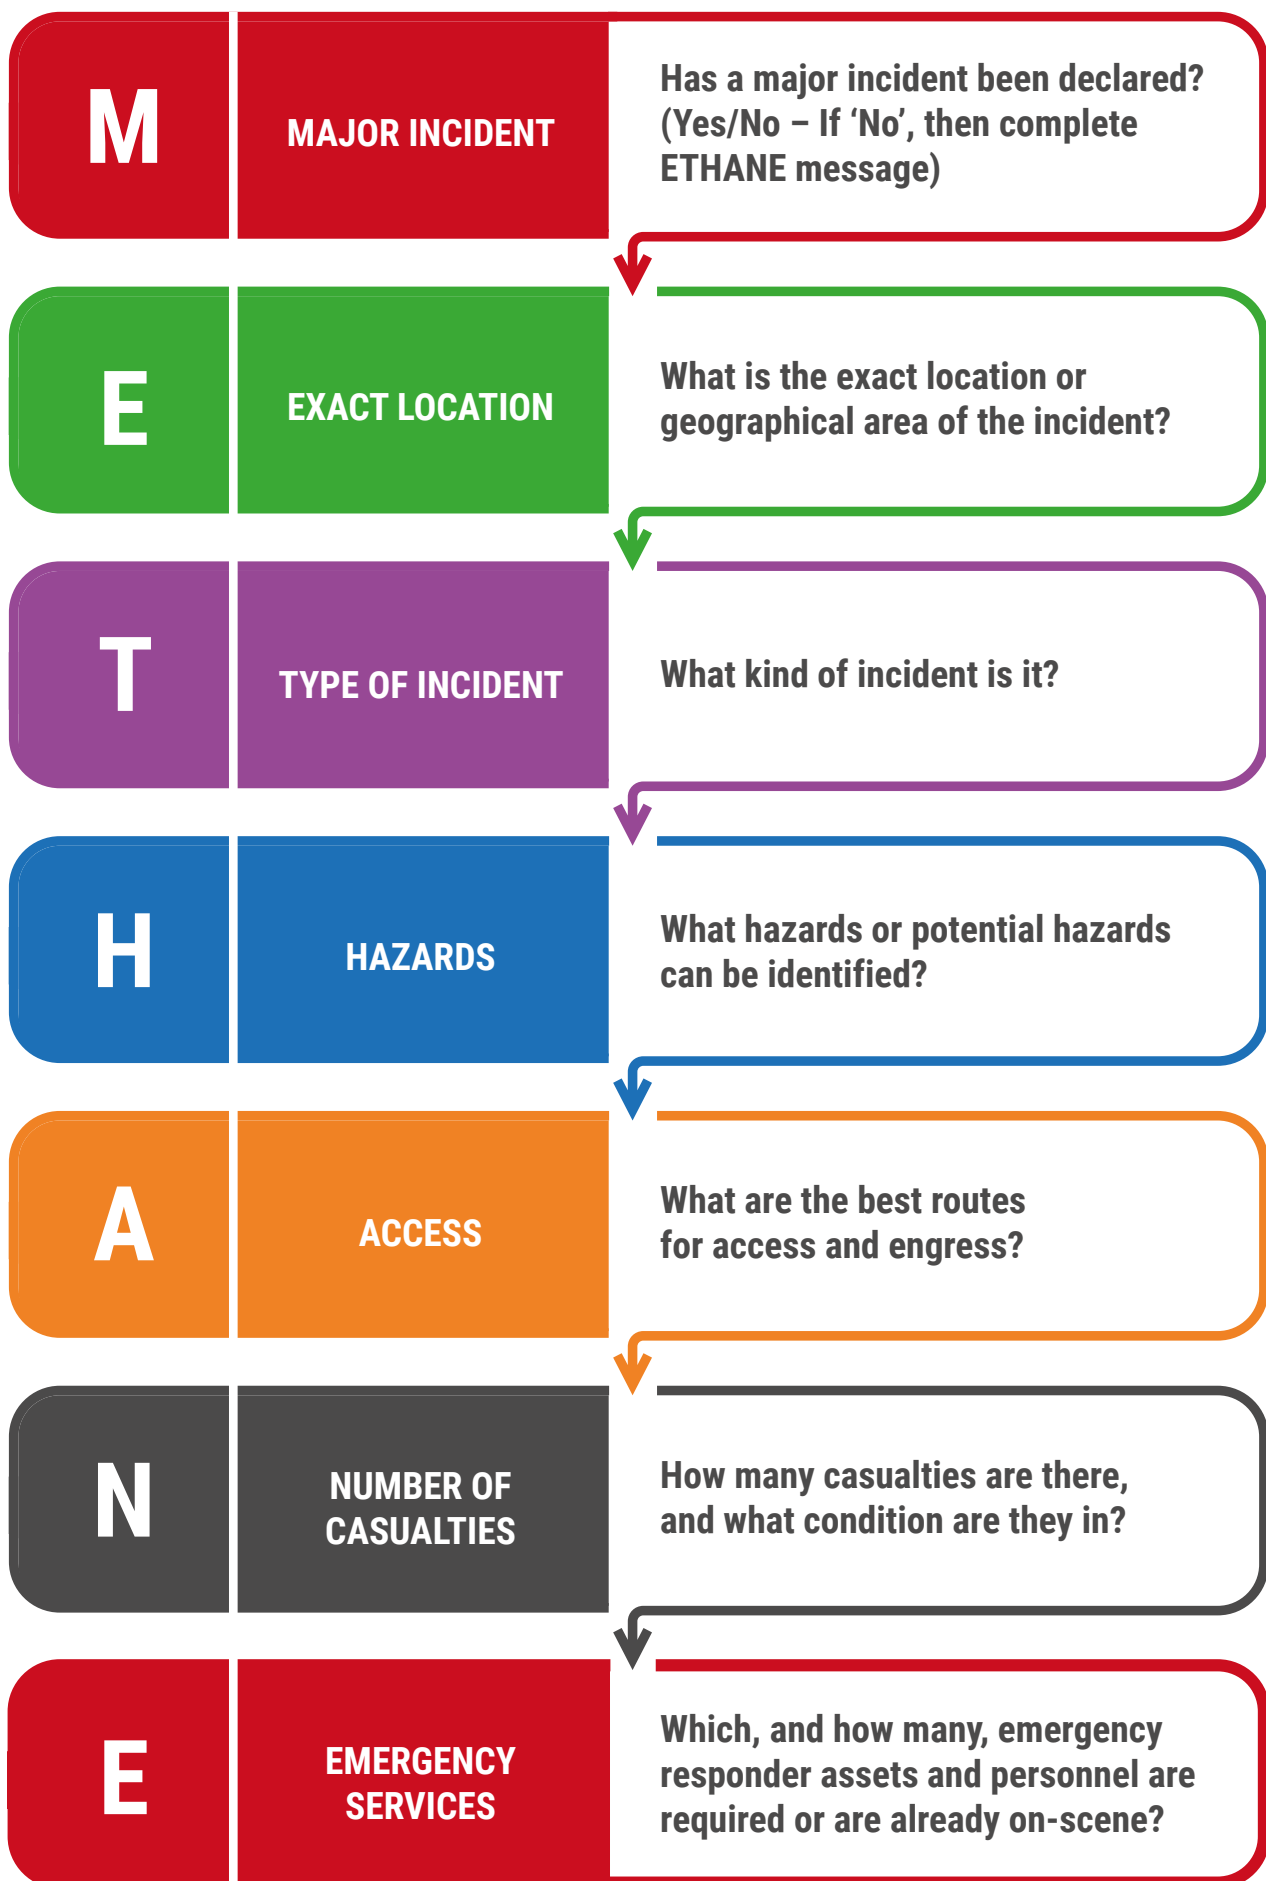 M
MAJOR INCIDENT
Has a major incident been declared?
(Yes/No – If ‘No’, then complete
ETHANE message)
E
EXACT LOCATION
What is the exact location or
geographical area of the incident?
T
TYPE OF INCIDENT
What kind of incident is it?
H
HAZARDS
What hazards or potential hazards
can be identified?
A
ACCESS
What are the best routes
for access and engress?
N
NUMBER OF
CASUALTIES
How many casualties are there,
and what condition are they in?
E
EMERGENCY
SERVICES
Which, and how many, emergency
responder assets and personnel are
required or are already on-scene?